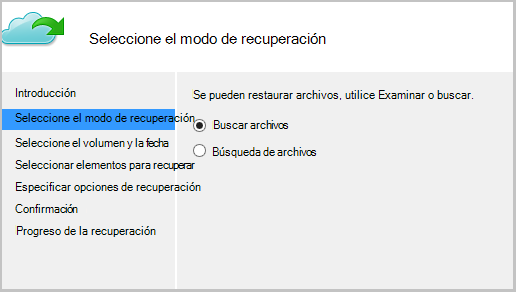 Seleccione el modo de recuperación
Introducción
Seleccione el modo de recuperación
Seleccione el volumen y la fecha
Seleccionar elementos para recuperar
Especificar opciones de recuperación
Confirmación
Progreso de la recuperación
Se pueden restaurar archivos, utilice Examinar o buscar.
Buscar archivos
Búsqueda de archivos